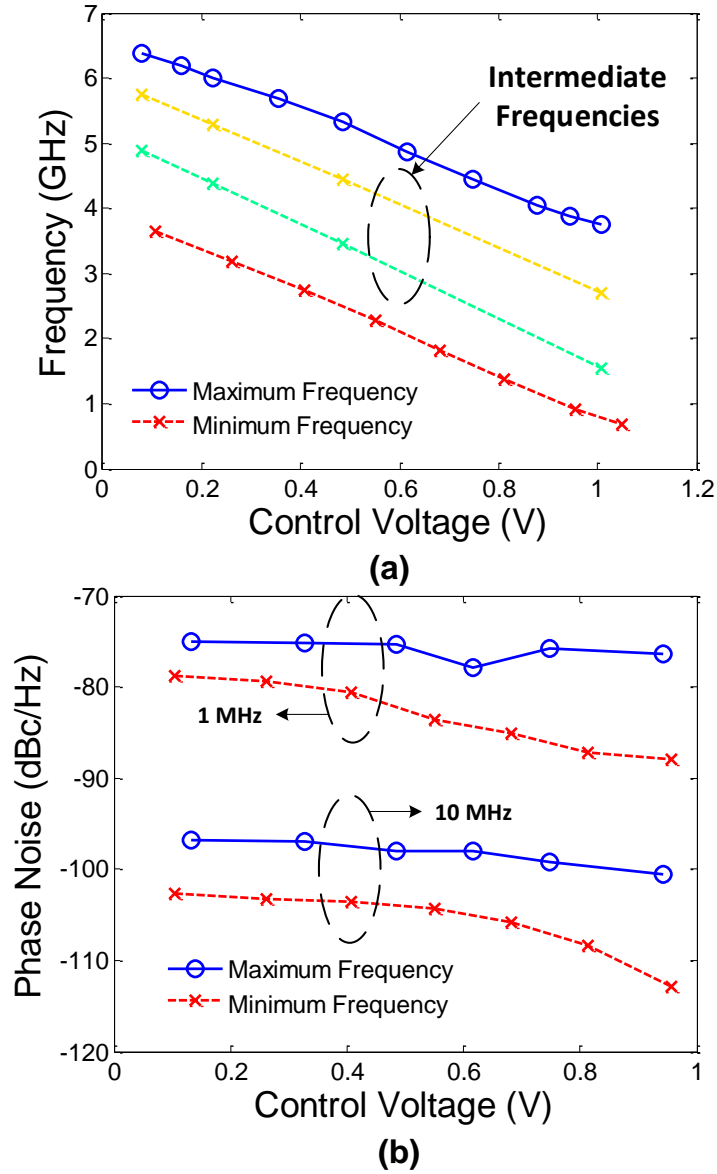 7
6
5
4
3
2
1
0
Frequency (GHz)
Intermediate
Frequencies
Maximum Frequency
Minimum Frequency
0
0.2
0.4
0.6
0.8
1
1.2
Control Voltage (V)
(a)
-70
-80
-90
-100
-110
-120
Phase Noise (dBc/Hz)
1 MHz
10 MHz
Maximum Frequency
Minimum Frequency
0
0.2
0.4
0.6
0.8
1
Control Voltage (V)
(b)